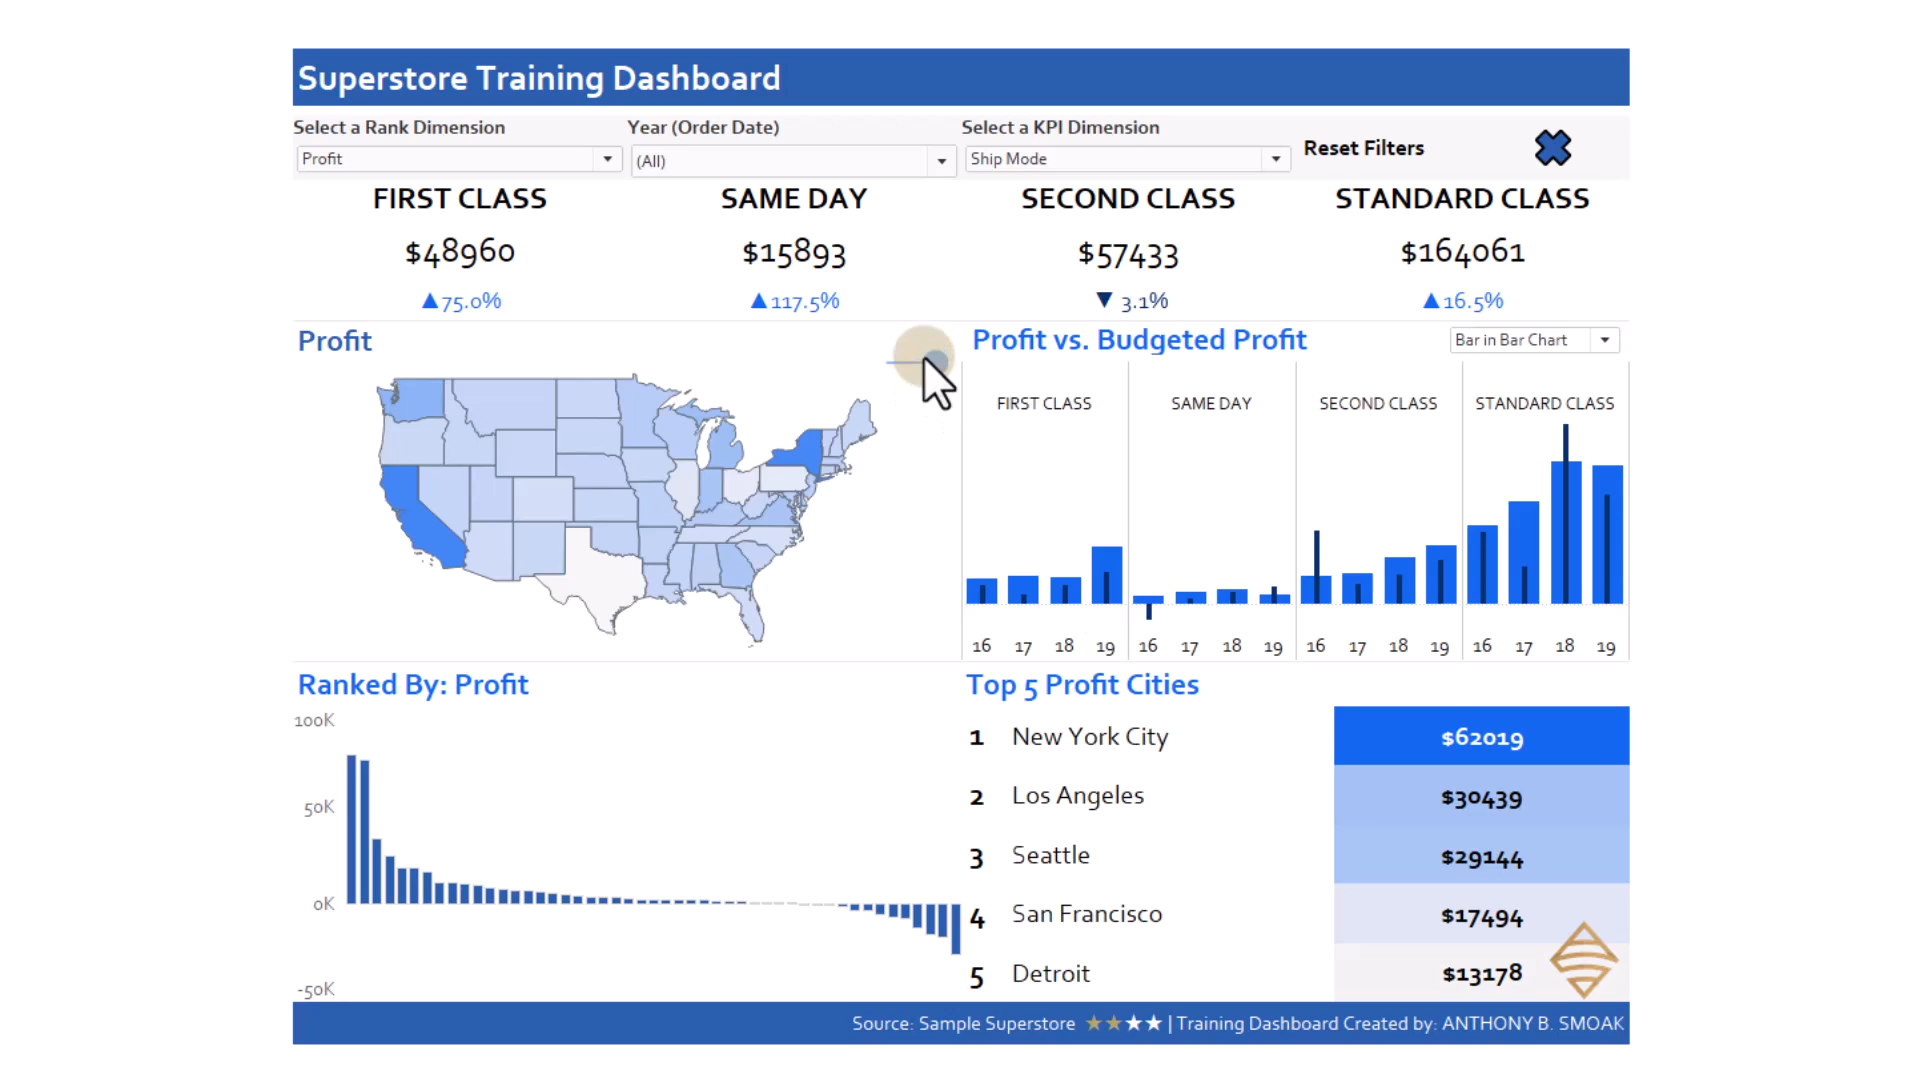 Superstore Training Dashboard
Select a Rank Dimension
Profit
Year (Order Date)
(All)
Select a KPI Dimension
Ship Mode
Reset Filters
FIRST CLASS
$48960
▲75.0%
SAME DAY
$15893
▲117.5%
SECOND CLASS
$57433
▼ 3.1%
STANDARD CLASS
$164061
▲16.5%
Profit
Profit vs. Budgeted Profit
Bar in Bar Chart
FIRST CLASS SAME DAY SECOND CLASS STANDARD CLASS
16 17 18 19 16 17 18 19 16 17 18 19 16 17 18 19
Ranked By: Profit
100K
50K
0K
-50K
Top 5 Profit Cities
1 New York City $62019
2 Los Angeles $30439
3 Seattle $29144
4 San Francisco $17494
5 Detroit $13178
Source: Sample Superstore ★★★★ | Training Dashboard Created by: ANTHONY B. SMOAK